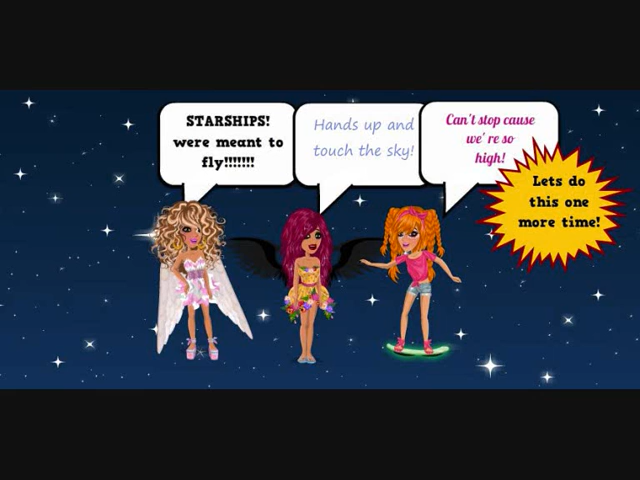 STARSHIPS!
were meant to
fly!!!!!!!
Hands up and
touch the sky!
Can't stop cause
we' re so
high!
Lets do
this one
more time!